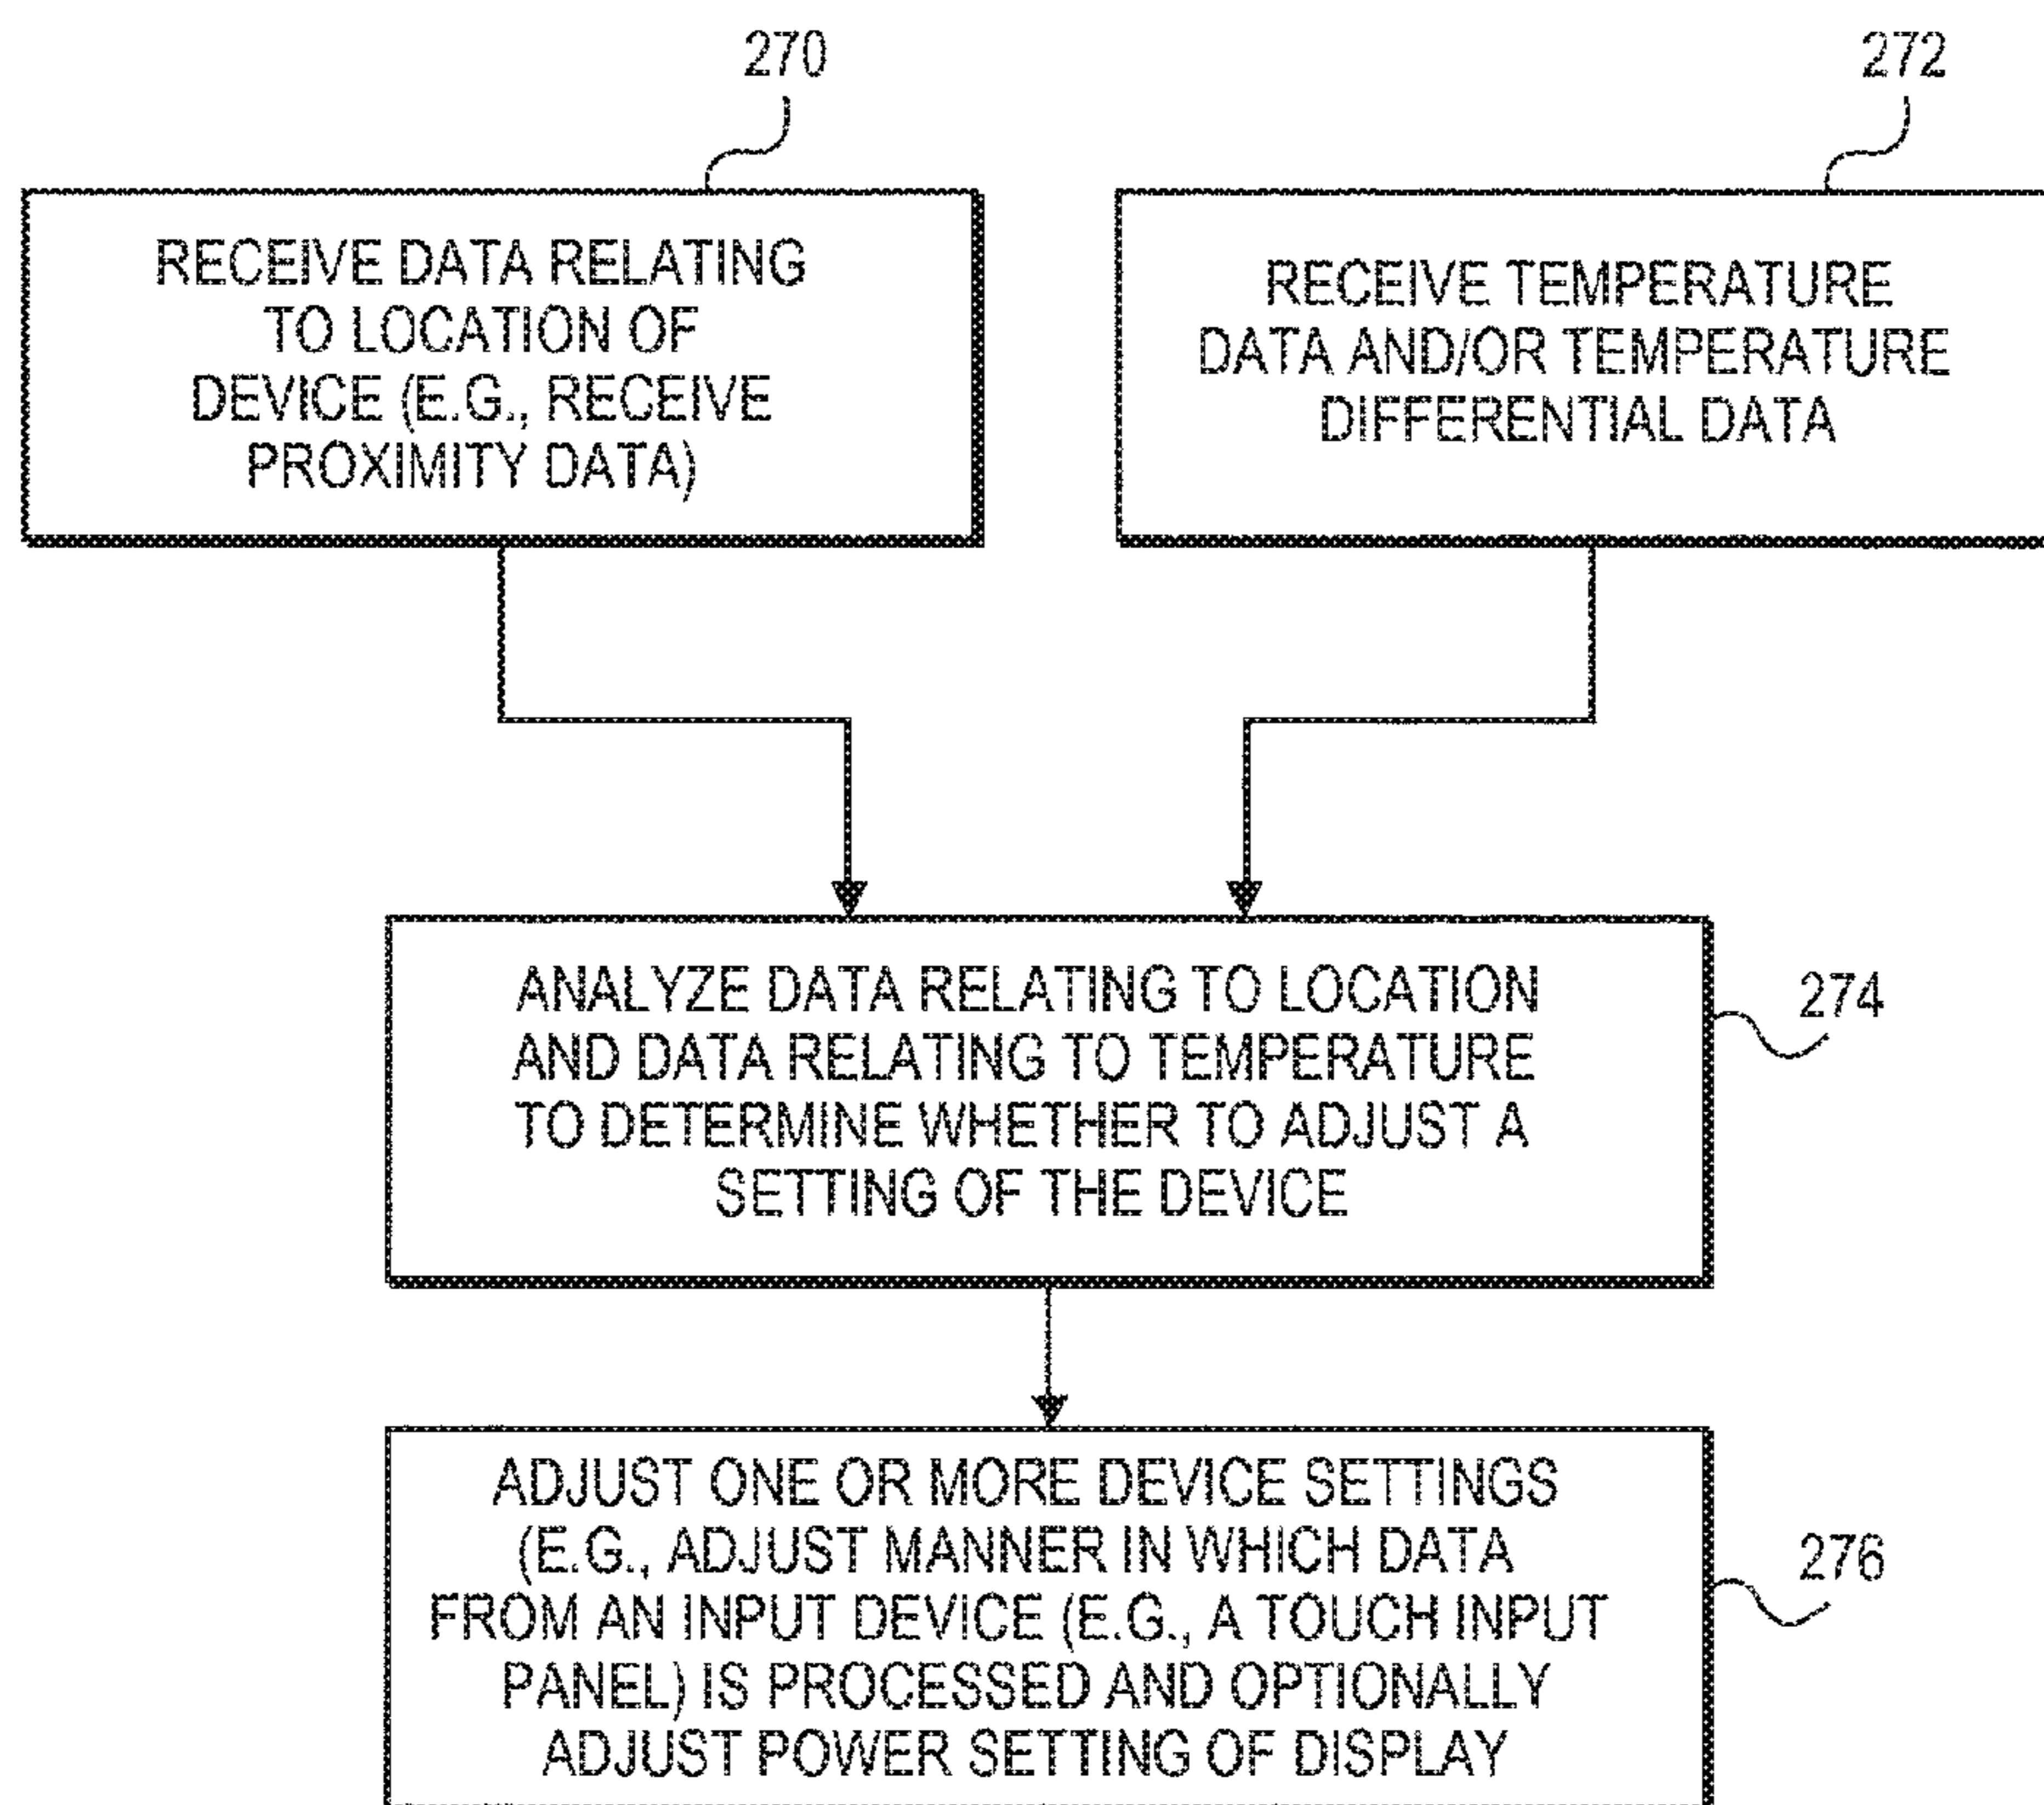 270
272
RECEIVE DATA RELATING
TO LOCATION OF
DEVICE (E.G., RECEIVE
PROXIMITY DATA)
RECEIVE TEMPERATURE
DATA AND/OR TEMPERATURE
DIFFERENTIAL DATA
ANALYZE DATA RELATING TO LOCATION
AND DATA RELATING TO TEMPERATURE
TO DETERMINE WHETHER TO ADJUST A
SETTING OF THE DEVICE
274
ADJUST ONE OR MORE DEVICE SETTINGS
(E.G., ADJUST MANNER IN WHICH DATA
FROM AN INPUT DEVICE (E.G., A TOUCH INPUT
PANEL) IS PROCESSED AND OPTIONALLY
ADJUST POWER SETTING OF DISPLAY
276